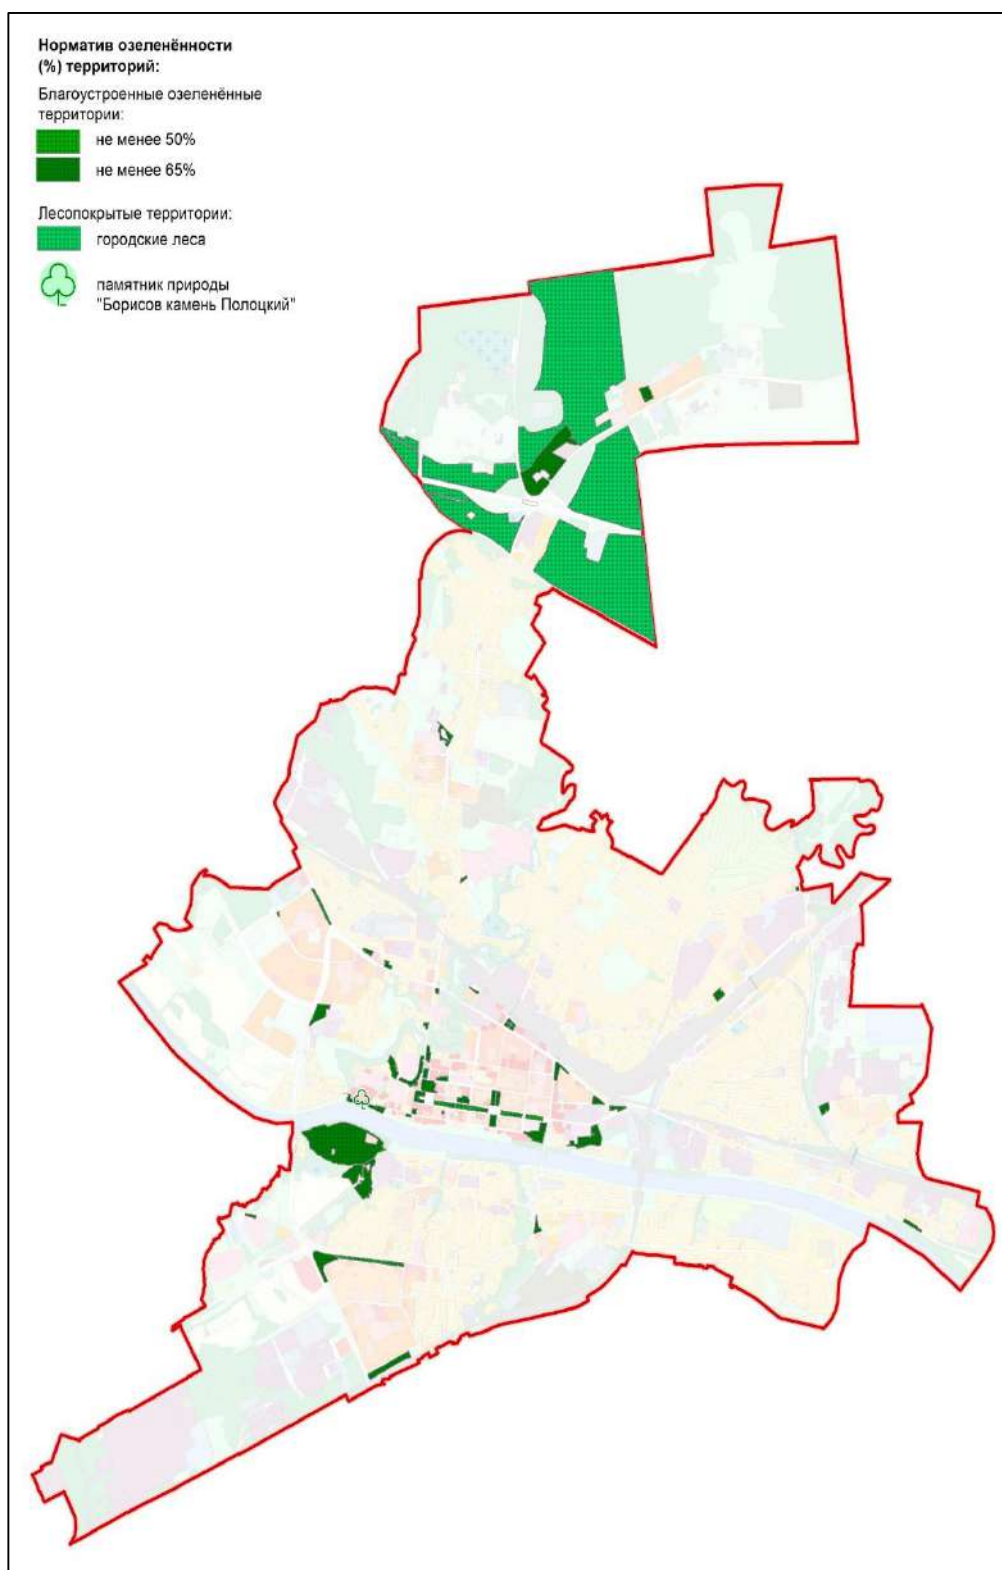 Норматив озеленённости
(%) территорий:
Благоустроенные озеленённые
территории:
не менее 50%
не менее 65%
Лесопокрытые территории:
городские леса
памятник природы
"Борисов камень Полоцкий"